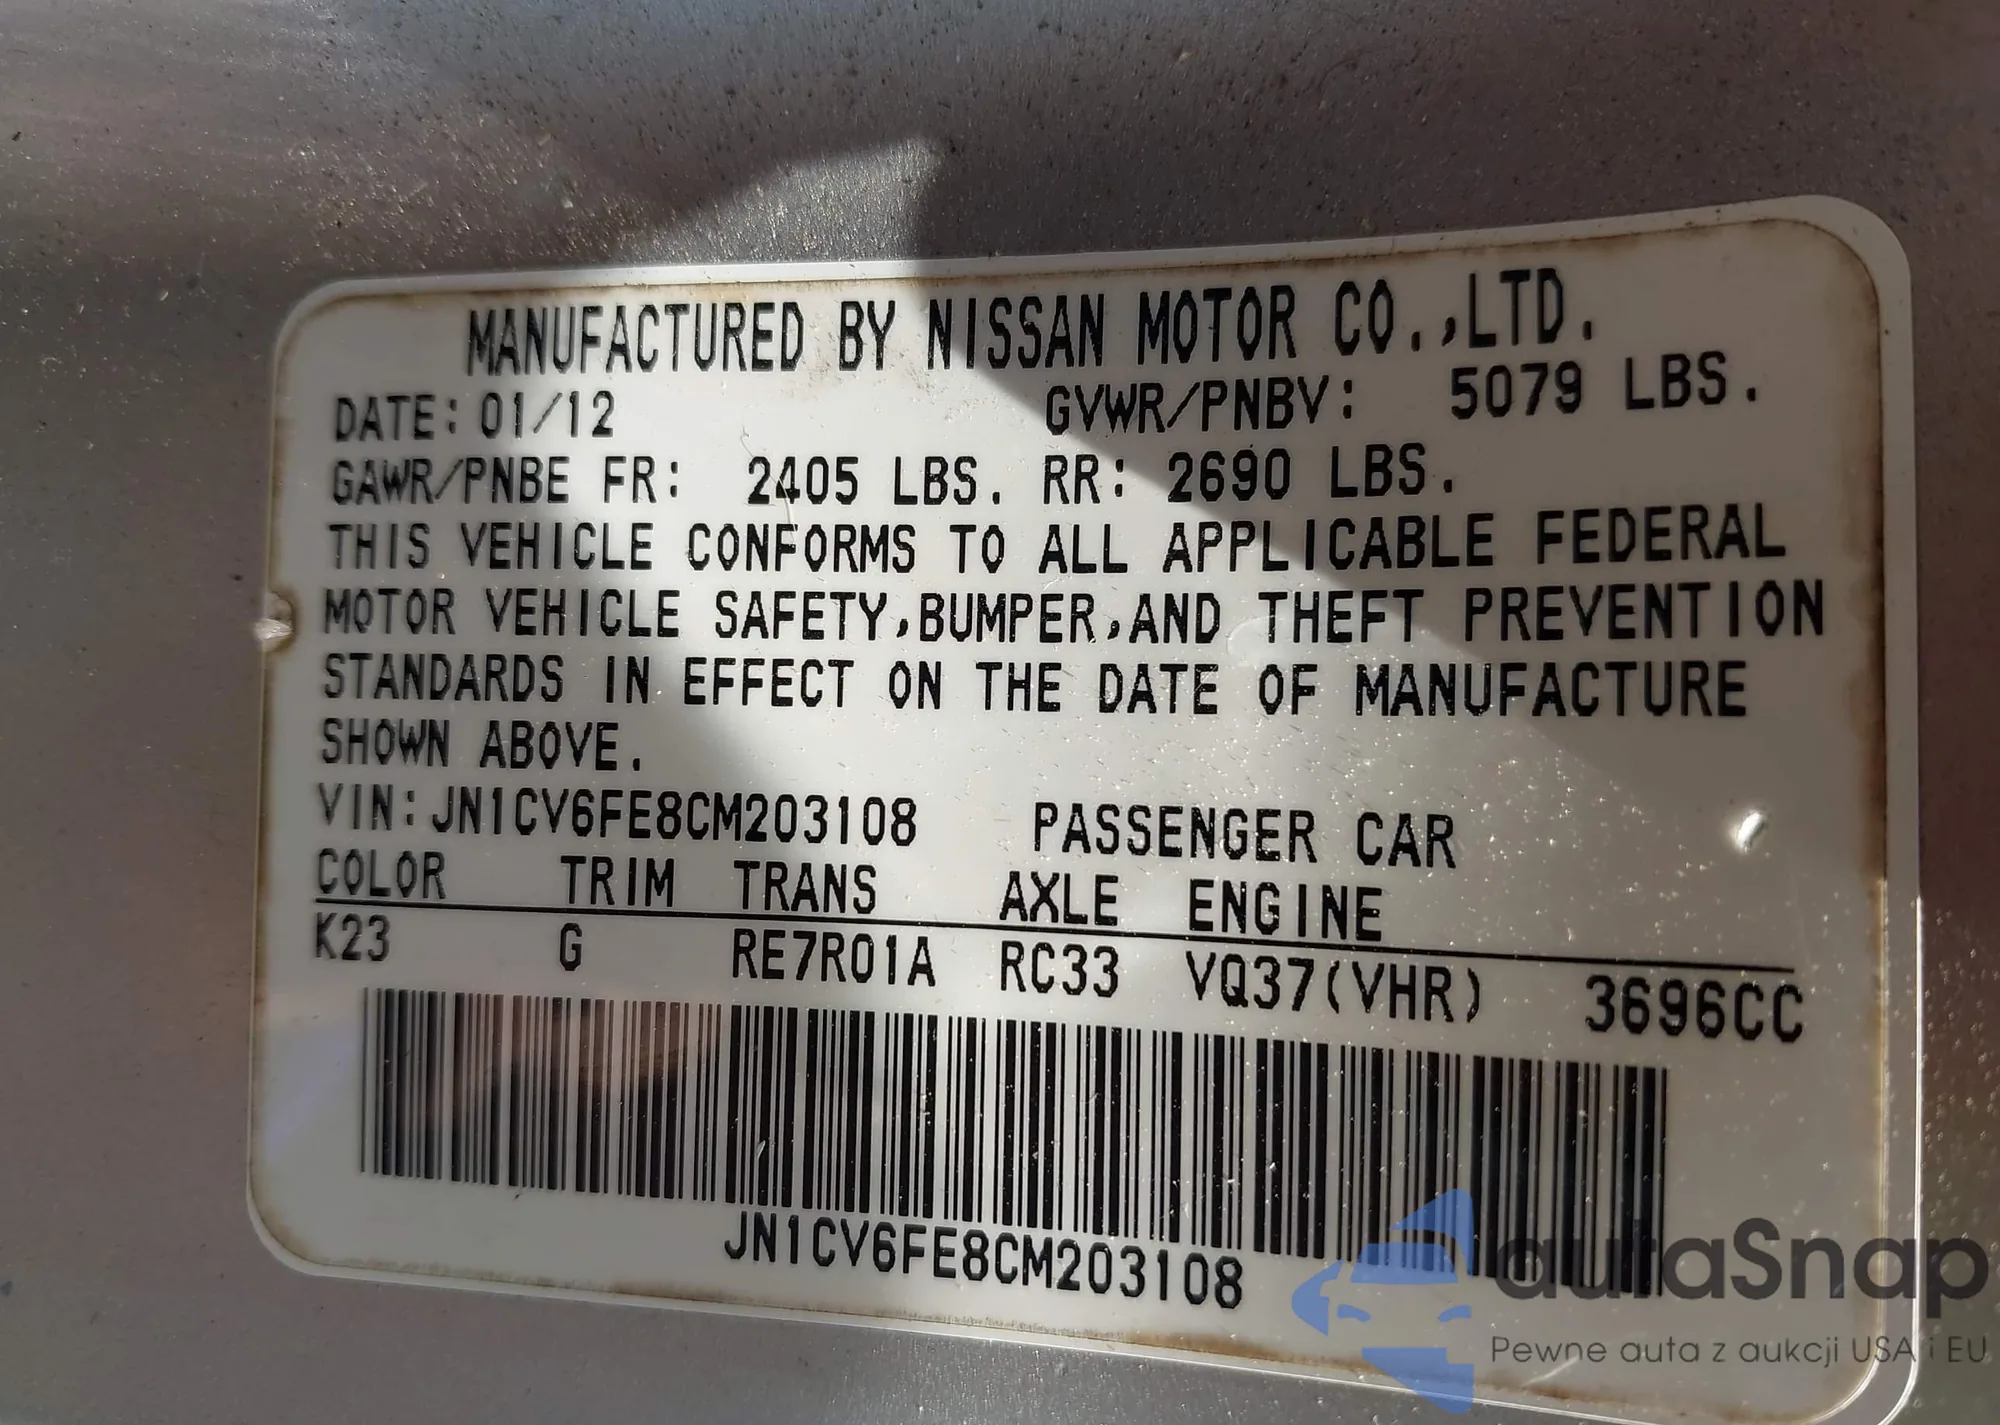 MANUFACTURED BY NISSAN MOTOR CO.,LTD.
DATE: 01/12 GVWR/PNBV: 5079 LBS.
GAWR/PNBE FR: 2405 LBS. RR: 2690 LBS.
THIS VEHICLE CONFORMS TO ALL APPLICABLE FEDERAL
MOTOR VEHICLE SAFETY,BUMPER,AND THEFT PREVENTION
STANDARDS IN EFFECT ON THE DATE OF MANUFACTURE
SHOWN ABOVE.
VIN:JN1CV6FE8CM203108 PASSENGER CAR
COLOR TRIM TRANS AXLE ENGINE
K23 G RE7R01A RC33 VQ37(VHR) 3696CC
JN1CV6FE8CM203108
autaSnap
Pewne auta z aukcji USA i EU